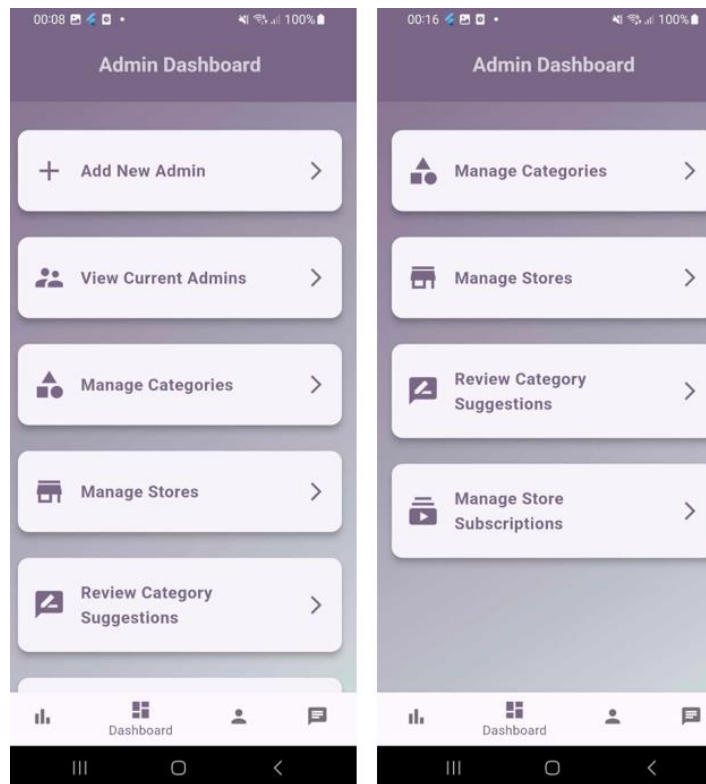 00:08
100%
Admin Dashboard
Add New Admin
View Current Admins
Manage Categories
Manage Stores
Review Category
Suggestions
Dashboard
00:16
100%
Admin Dashboard
Manage Categories
Manage Stores
Review Category
Suggestions
Manage Store
Subscriptions
Dashboard